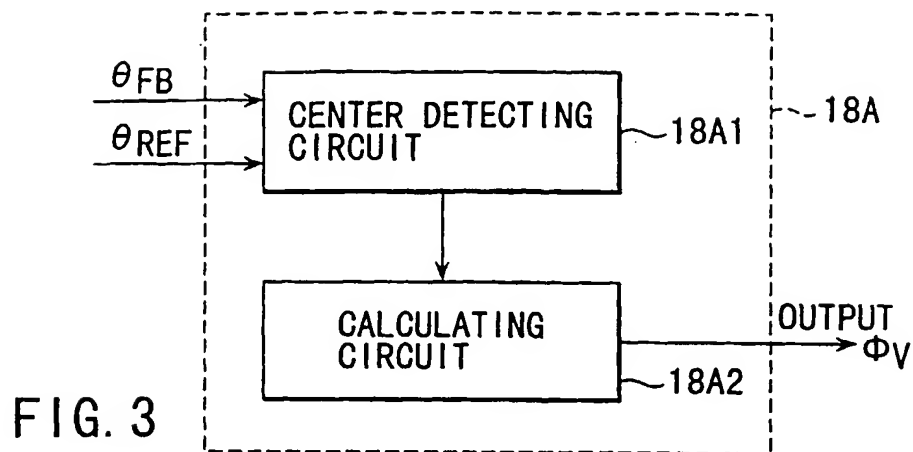 θFB
θREF
CENTER DETECTING
CIRCUIT
18A1
18A
CALCULATING
CIRCUIT
18A2
OUTPUT
ΦV
FIG. 3